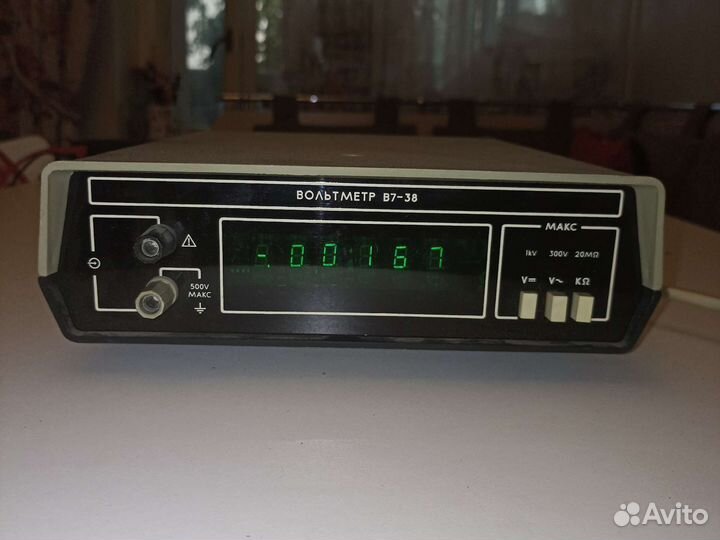 ВОЛЬТМЕТР В7-38
-.00167
500V
МАКС
МАКС
1kV 300V 20MΩ
V⎓ V~ KΩ
Avito